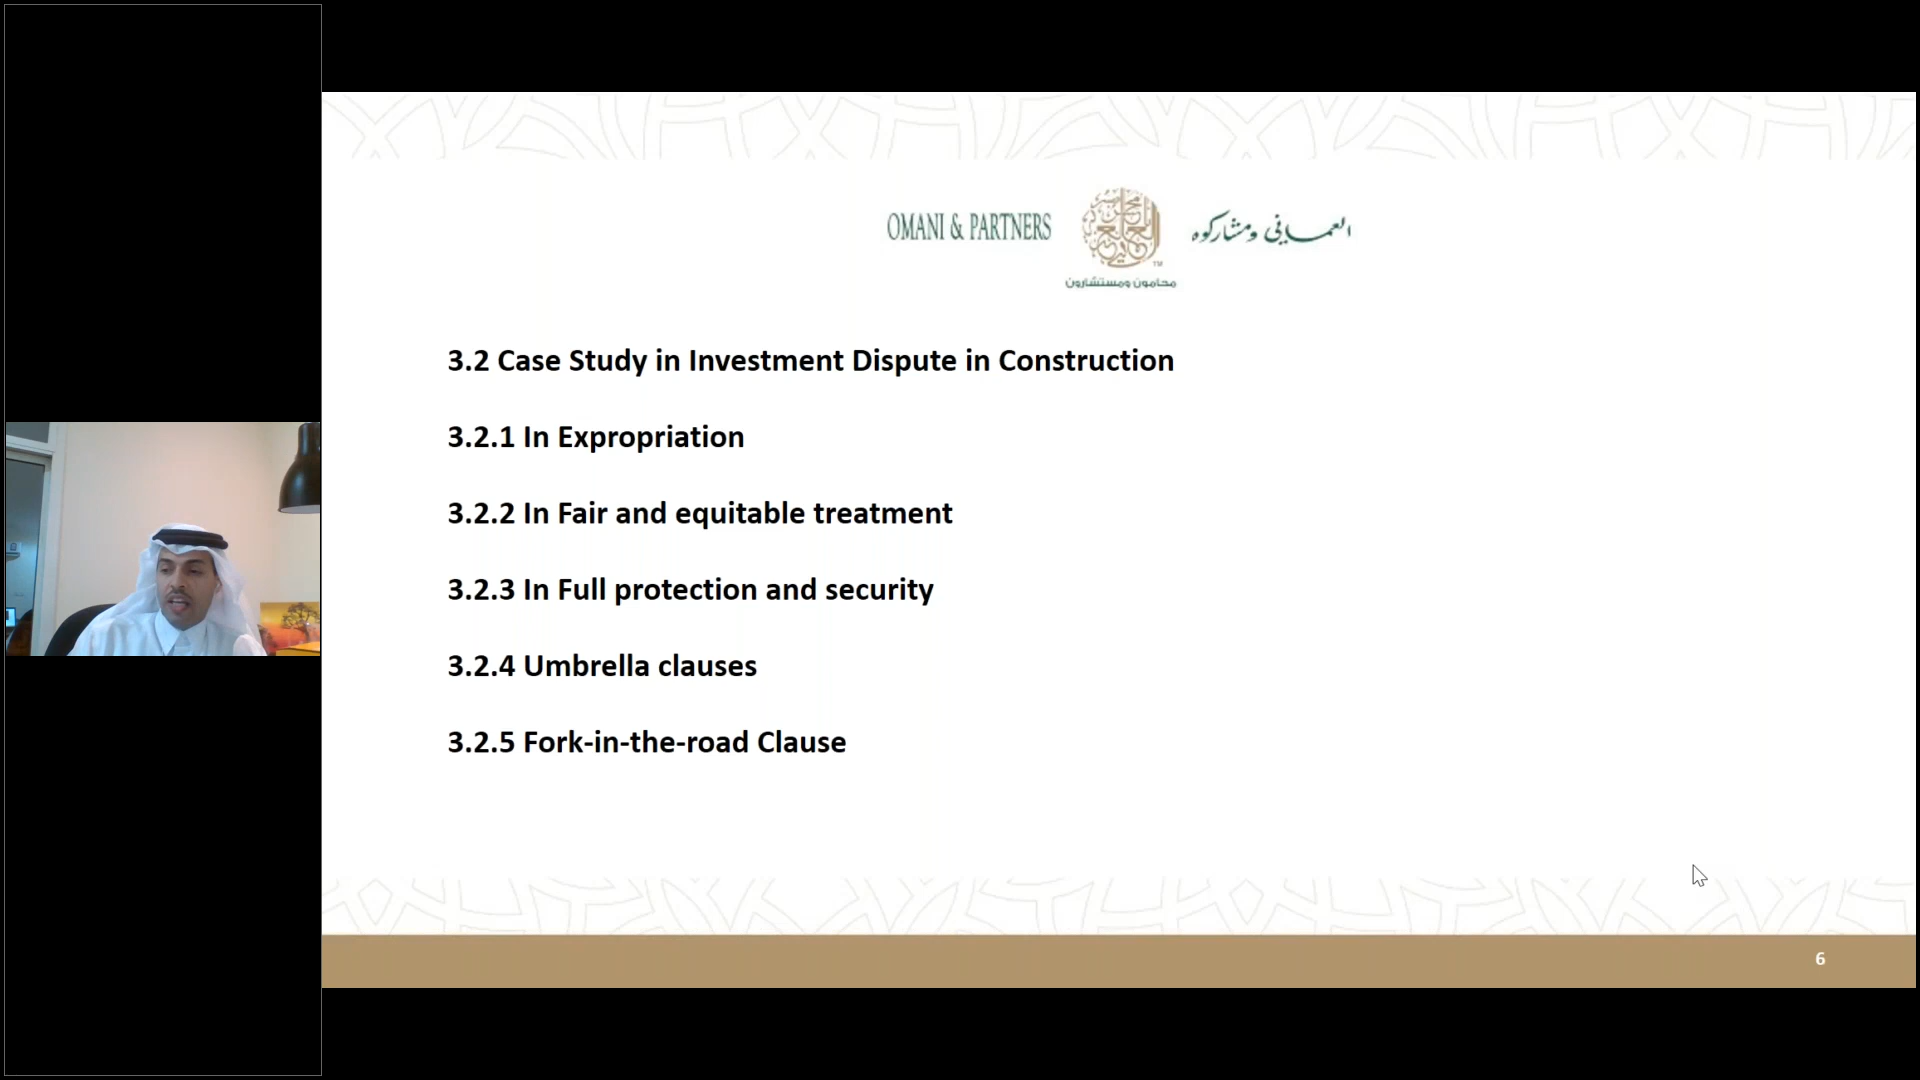 OMANI & PARTNERS
العماني ومشاركوه
TM
محامون ومستشارون
3.2 Case Study in Investment Dispute in Construction
3.2.1 In Expropriation
3.2.2 In Fair and equitable treatment
3.2.3 In Full protection and security
3.2.4 Umbrella clauses
3.2.5 Fork-in-the-road Clause
6